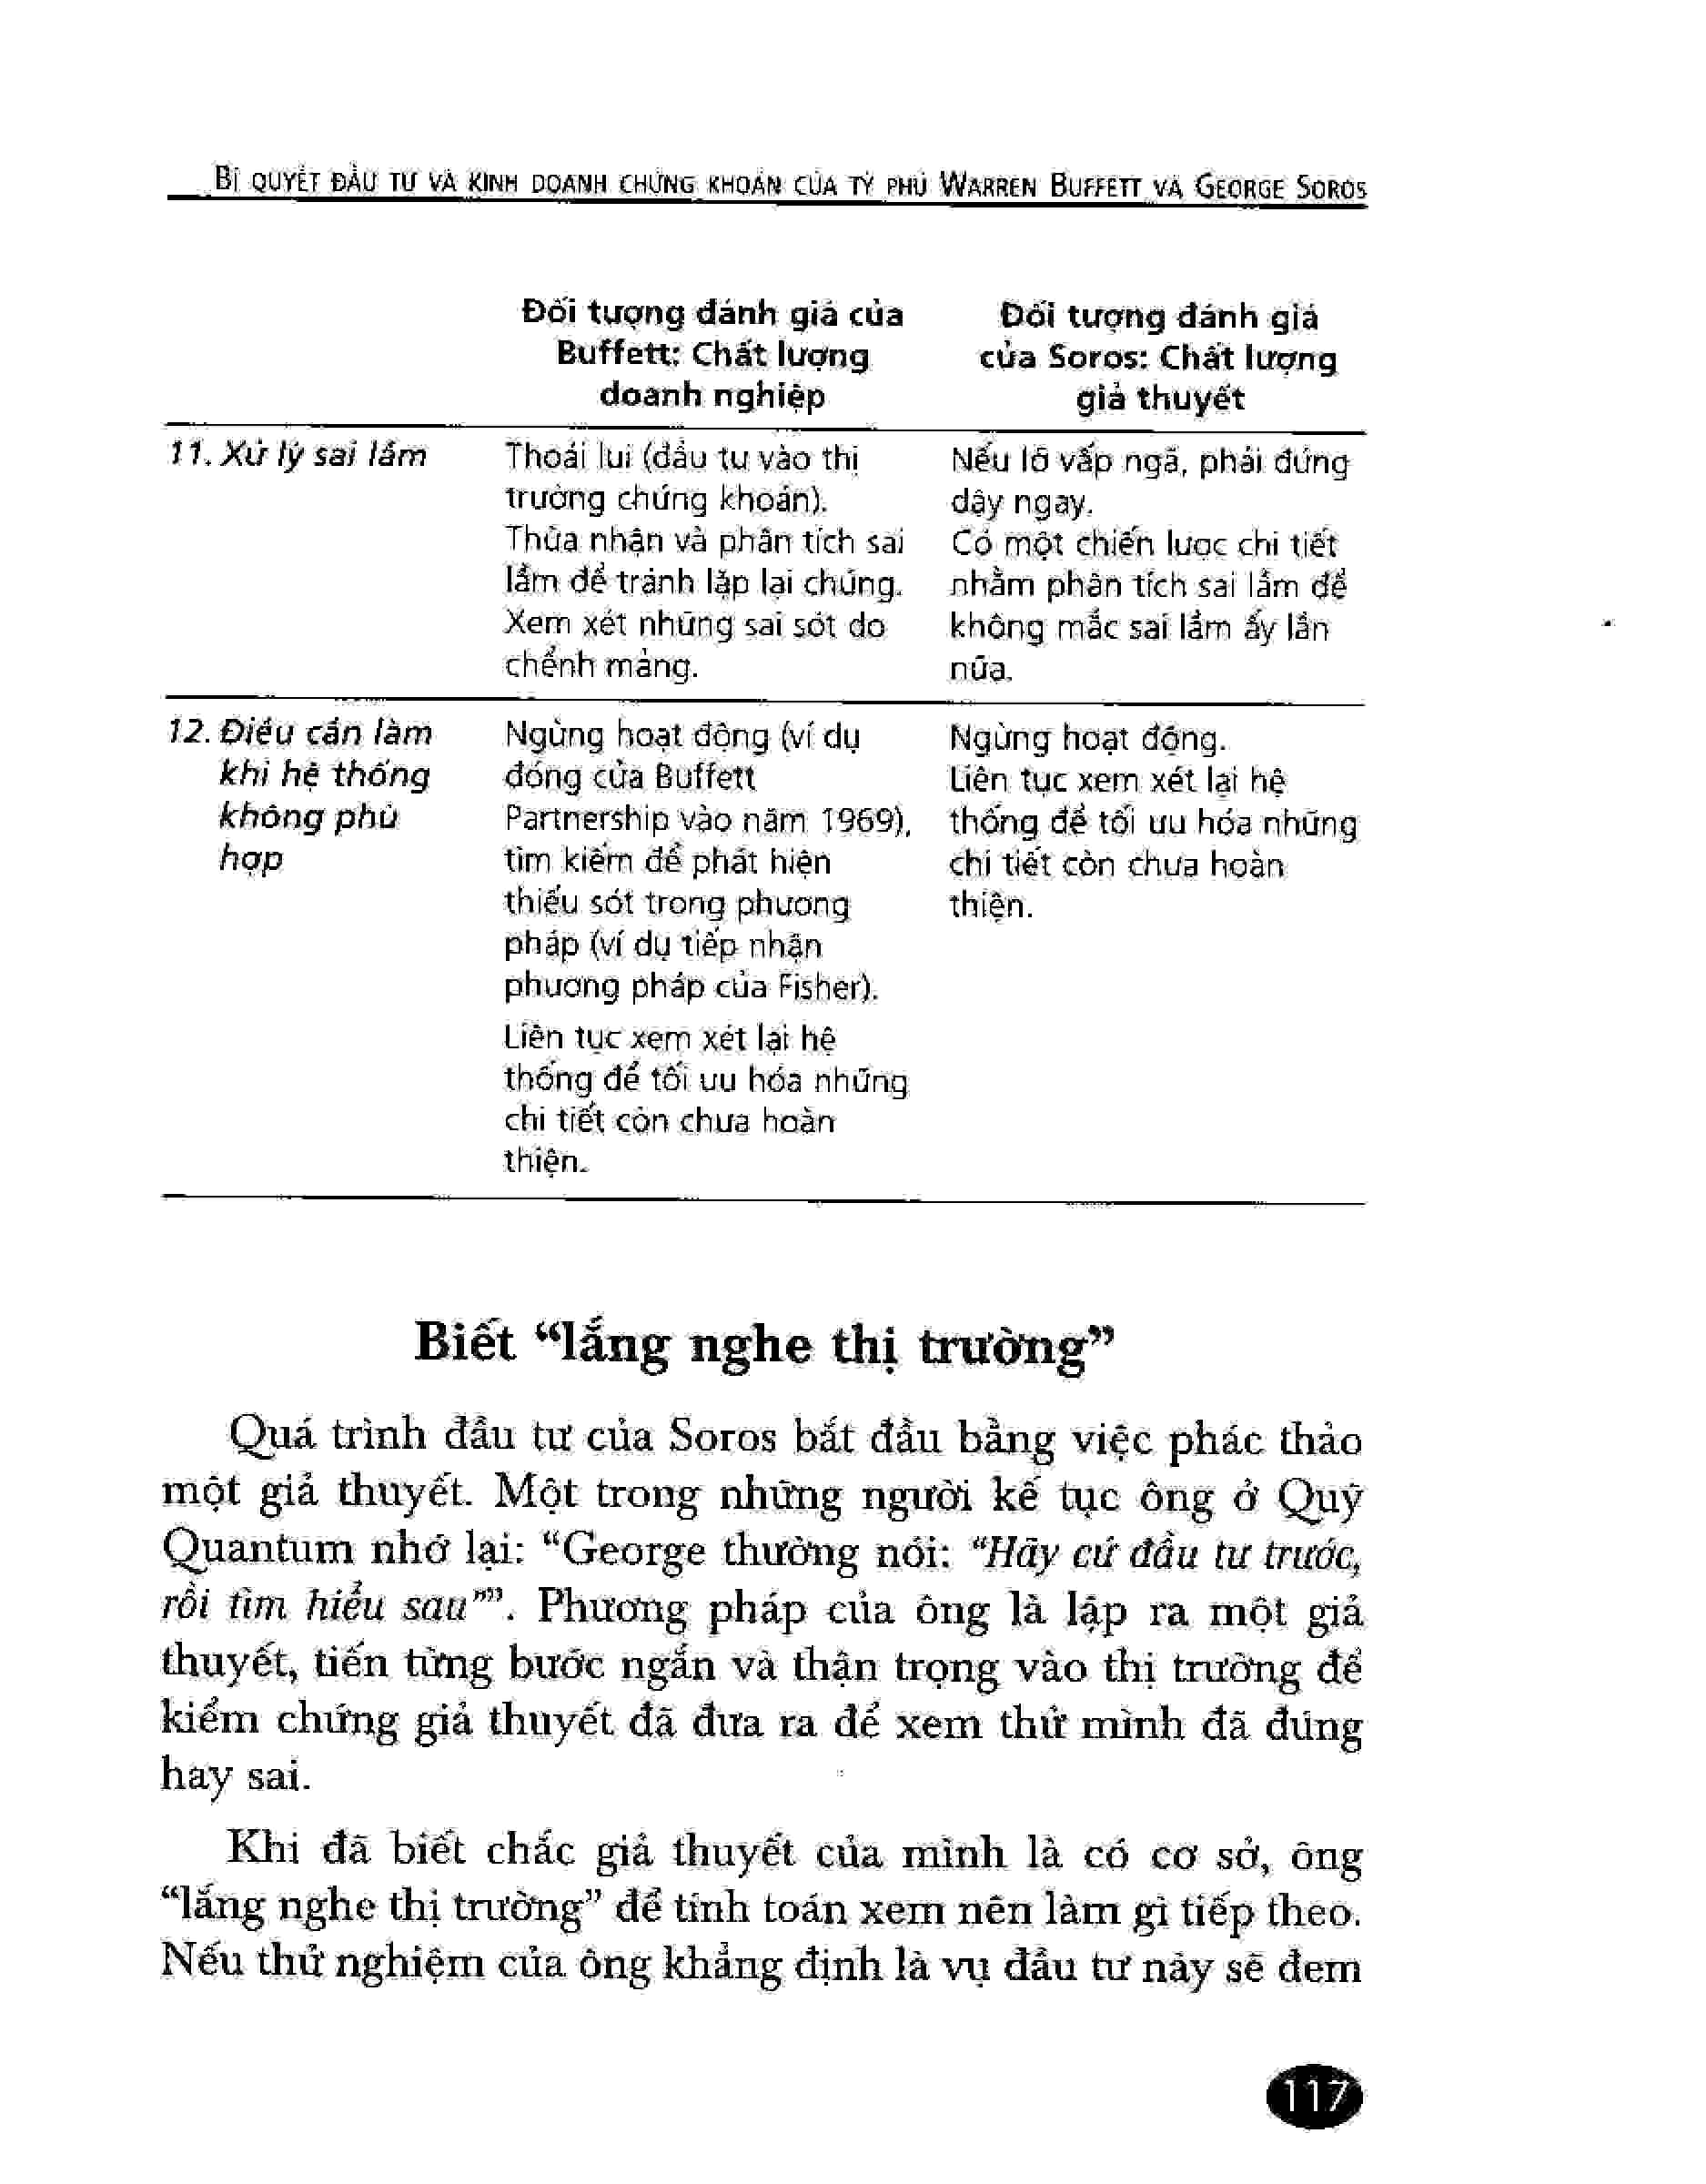 BÍ QUYẾT ĐẦU TƯ VÀ KINH DOANH CHỨNG KHOÁN CỦA TỶ PHÚ WARREN BUFFETT VÀ GEORGE SOROS
Đối tượng đánh giá của
Buffett: Chất lượng
doanh nghiệp
Đối tượng đánh giá
của Soros: Chất lượng
giả thuyết
11. Xử lý sai lầm
Thoái lui (đầu tư vào thị
trường chứng khoán).
Thừa nhận và phân tích sai
lầm để tránh lặp lại chúng.
Xem xét những sai sót do
chểnh mảng.
Nếu lỡ vấp ngã, phải đứng
dậy ngay.
Có một chiến lược chi tiết
nhằm phân tích sai lầm để
không mắc sai lầm ấy lần
nữa.
12. Điều cần làm
khi hệ thống
không phù
hợp
Ngừng hoạt động (ví dụ
đóng cửa Buffett
Partnership vào năm 1969),
tìm kiếm để phát hiện
thiếu sót trong phương
pháp (ví dụ tiếp nhận
phương pháp của Fisher).
Liên tục xem xét lại hệ
thống để tối ưu hóa những
chi tiết còn chưa hoàn
thiện.
Ngừng hoạt động.
Liên tục xem xét lại hệ
thống để tối ưu hóa những
chi tiết còn chưa hoàn
thiện.
Biết “lắng nghe thị trường”
Quá trình đầu tư của Soros bắt đầu bằng việc phác thảo
một giả thuyết. Một trong những người kế tục ông ở Quỹ
Quantum nhớ lại: “George thường nói: “Hãy cứ đầu tư trước,
rồi tìm hiểu sau””. Phương pháp của ông là lập ra một giả
thuyết, tiến từng bước ngắn và thận trọng vào thị trường để
kiểm chứng giả thuyết đã đưa ra để xem thử mình đã đúng
hay sai.
Khi đã biết chắc giả thuyết của mình là có cơ sở, ông
“lắng nghe thị trường” để tính toán xem nên làm gì tiếp theo.
Nếu thử nghiệm của ông khẳng định là vụ đầu tư này sẽ đem
117